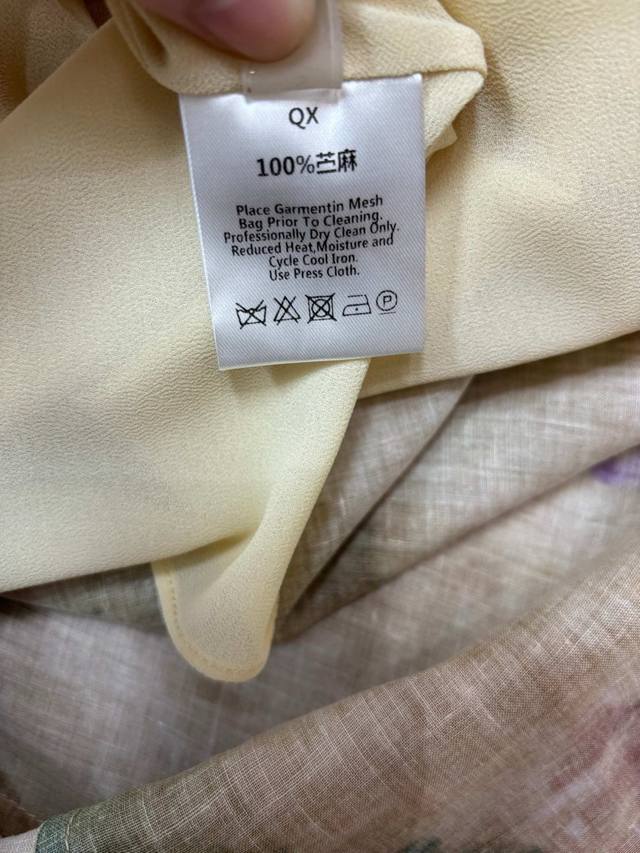 QX
100%苎麻
Place Garmentin Mesh
Bag Prior To Cleaning.
Professionally Dry Clean Only.
Reduced Heat,Moisture and
Cycle Cool Iron.
Use Press Cloth.
P